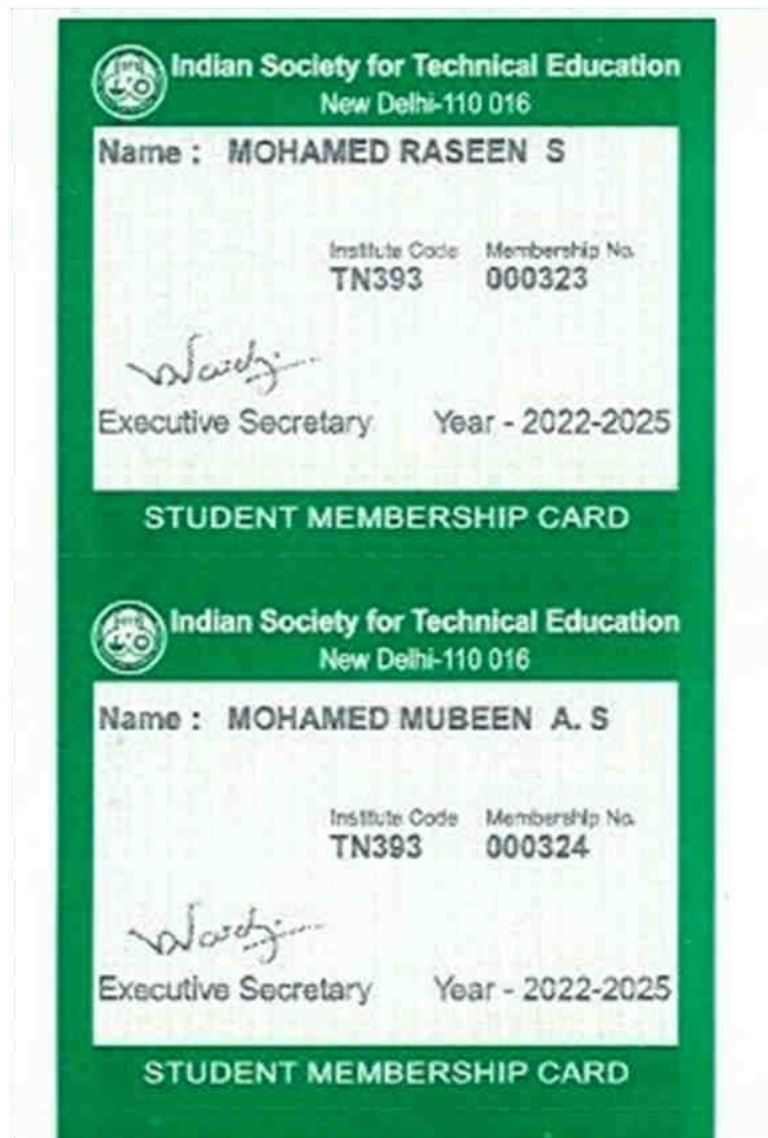 Indian Society for Technical Education
New Delhi-110 016
Name : MOHAMED RASEEN S
Institute Code Membership No.
TN393 000323
Executive Secretary Year - 2022-2025
STUDENT MEMBERSHIP CARD
Indian Society for Technical Education
New Delhi-110 016
Name : MOHAMED MUBEEN A. S
Institute Code Membership No.
TN393 000324
Executive Secretary Year - 2022-2025
STUDENT MEMBERSHIP CARD